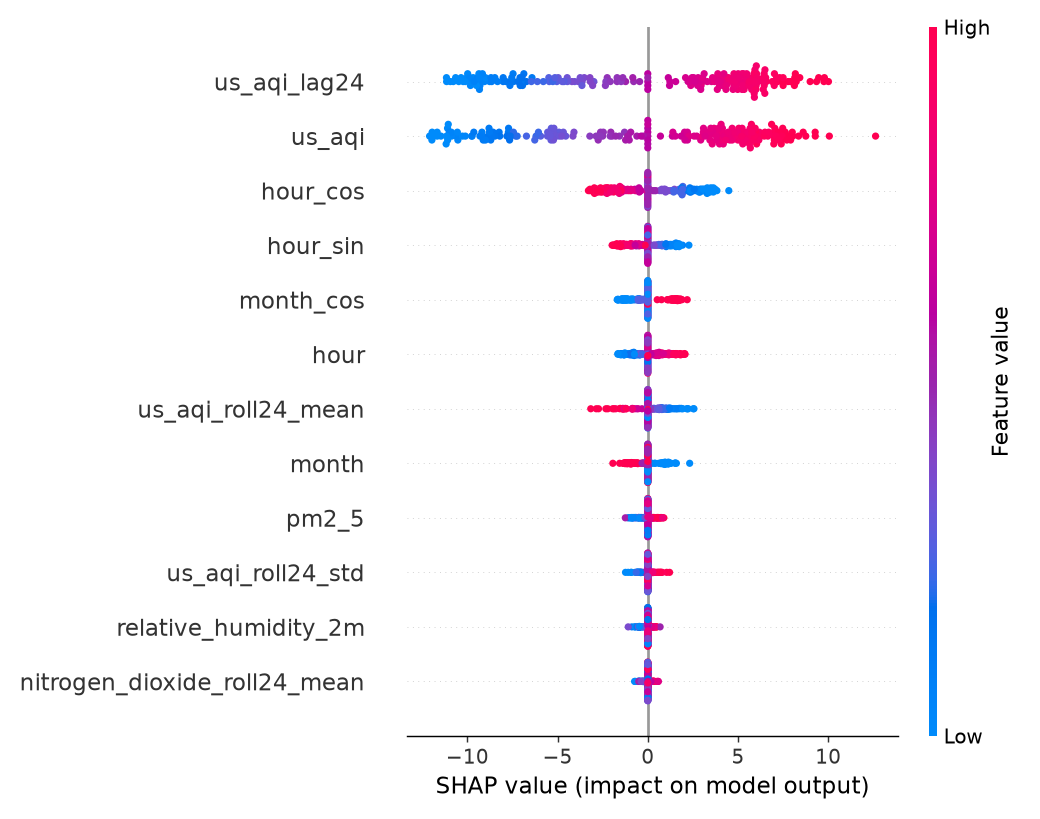 High
us_aqi_lag24
us_aqi
hour_cos
hour_sin
month_cos
hour
us_aqi_roll24_mean
month
pm2_5
us_aqi_roll24_std
relative_humidity_2m
nitrogen_dioxide_roll24_mean
Feature value
Low
−10 −5 0 5 10
SHAP value (impact on model output)